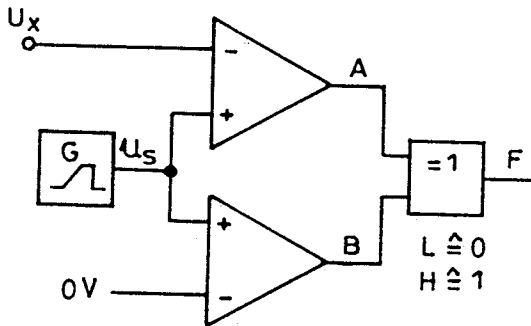 Uₓ
-
A
+
G
uₛ
=1
F
+
B
L ≙ 0
H ≙ 1
0V
-